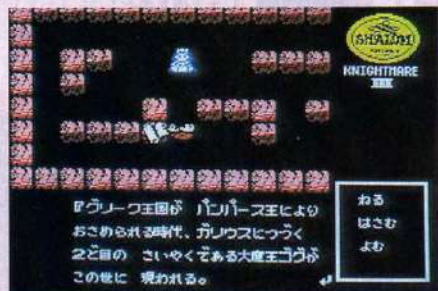 SHALOM
KNIGHTMARE
III
『グリーク王国が パンパース王により
おさめられる時代、ガリウスにつづく
2ど目の さいやくである大魔王ゴグが
この世に 現われる。
ねる
はさむ
よむ